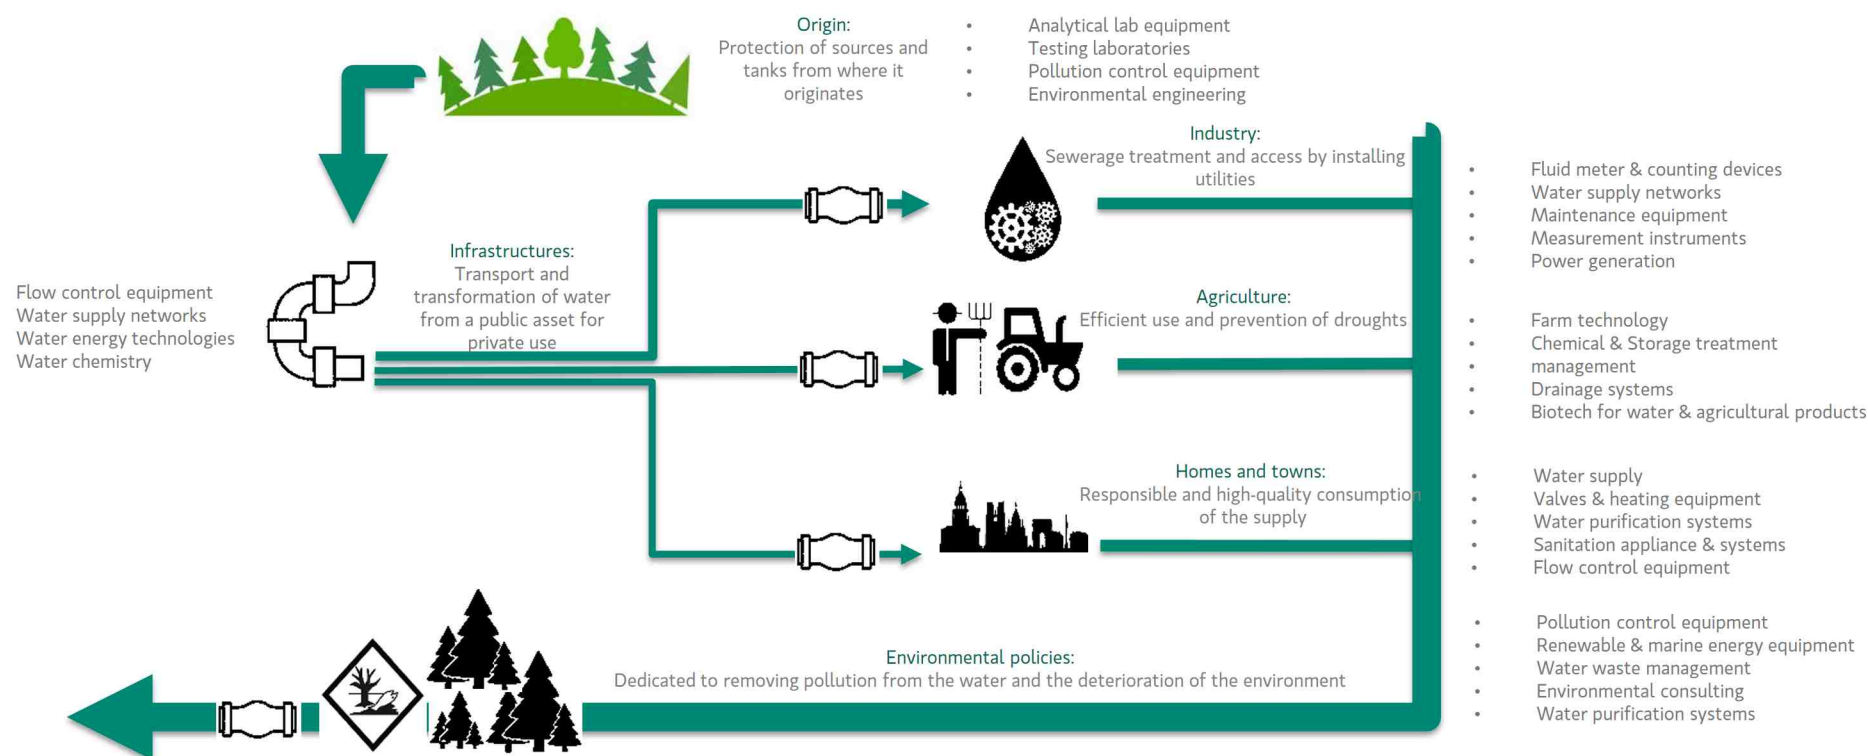 Origin:
Protection of sources and
tanks from where it
originates
• Analytical lab equipment
• Testing laboratories
• Pollution control equipment
• Environmental engineering
Industry:
Sewerage treatment and access by installing
utilities
• Fluid meter & counting devices
• Water supply networks
• Maintenance equipment
• Measurement instruments
• Power generation
Infrastructures:
Transport and
transformation of water
from a public asset for
private use
Flow control equipment
Water supply networks
Water energy technologies
Water chemistry
Agriculture:
Efficient use and prevention of droughts
• Farm technology
• Chemical & Storage treatment
• management
• Drainage systems
• Biotech for water & agricultural products
Homes and towns:
Responsible and high-quality consumption
of the supply
• Water supply
• Valves & heating equipment
• Water purification systems
• Sanitation appliance & systems
• Flow control equipment
Environmental policies:
Dedicated to removing pollution from the water and the deterioration of the environment
• Pollution control equipment
• Renewable & marine energy equipment
• Water waste management
• Environmental consulting
• Water purification systems